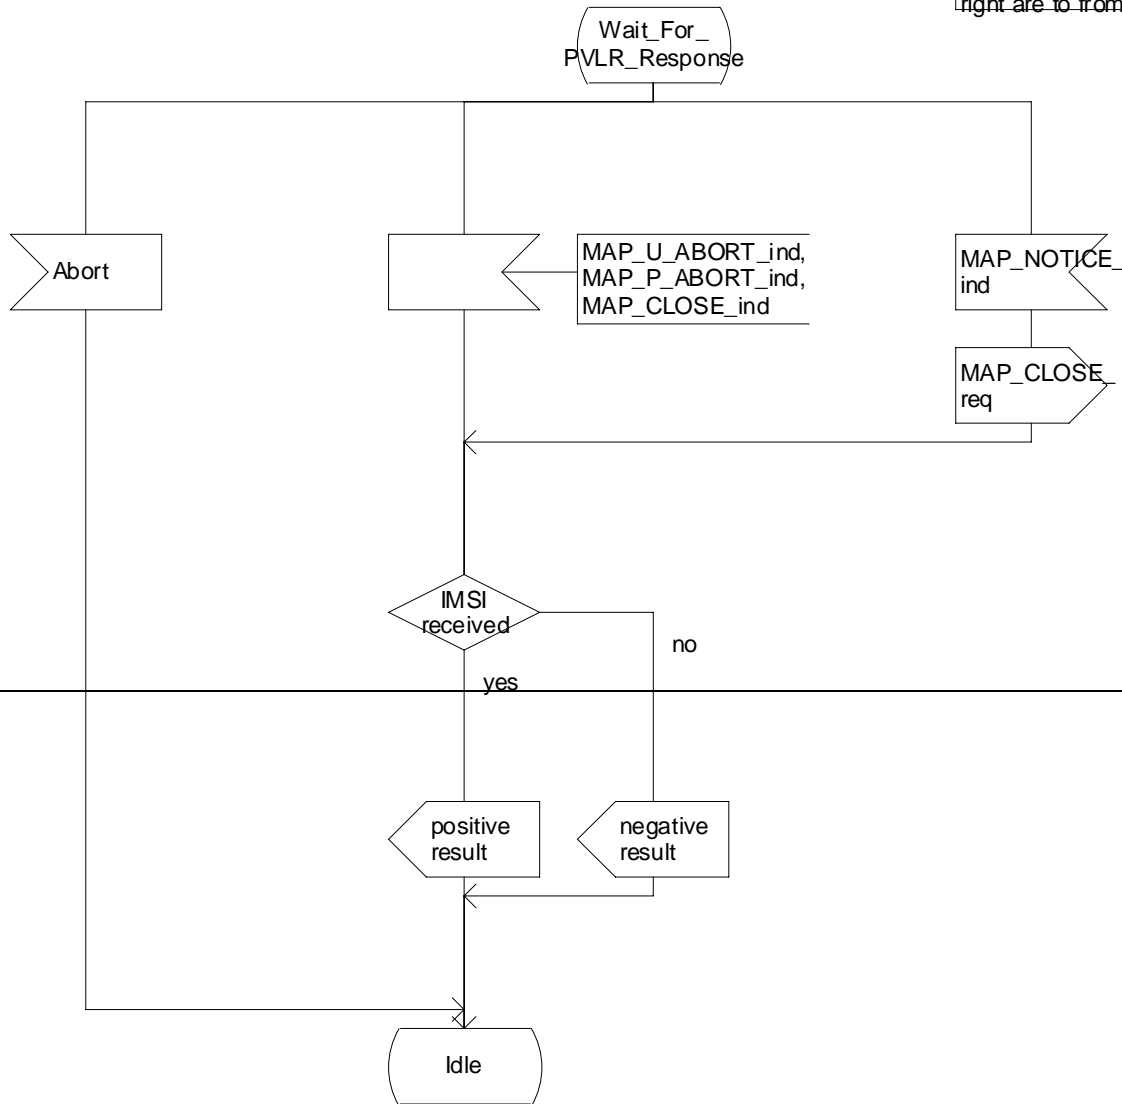 right are to from
Wait_For_
PVLR_Response
Abort
MAP_U_ABORT_ind,
MAP_P_ABORT_ind,
MAP_CLOSE_ind
MAP_NOTICE_
ind
MAP_CLOSE_
req
IMSI
received
no
yes
positive
result
negative
result
Idle